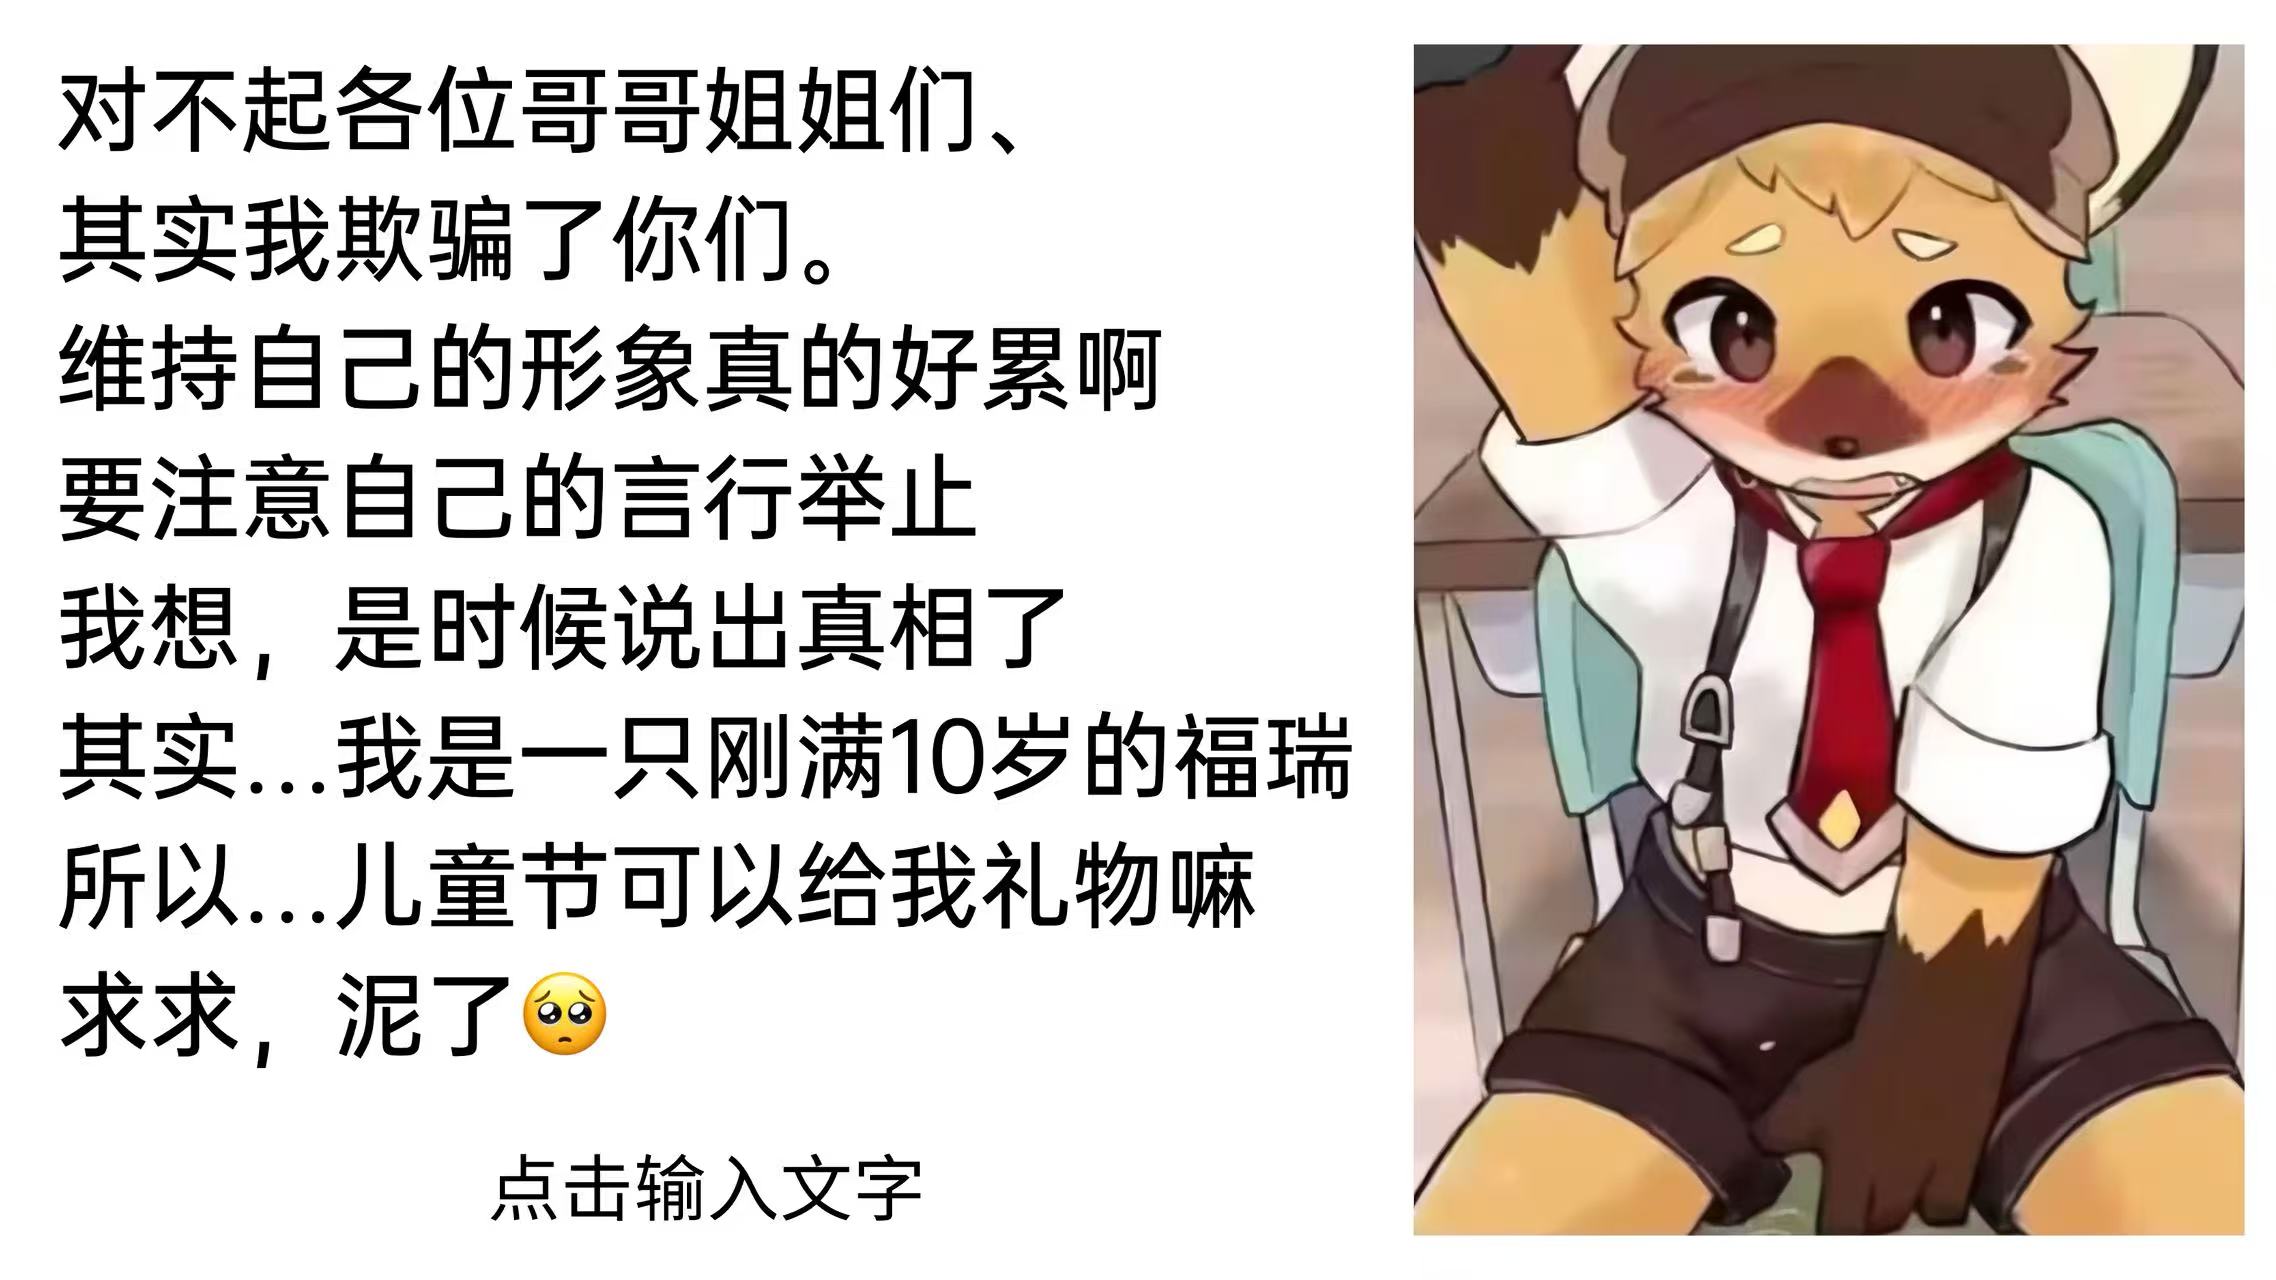 对不起各位哥哥姐姐们、
其实我欺骗了你们。
维持自己的形象真的好累啊
要注意自己的言行举止
我想，是时候说出真相了
其实...我是一只刚满10岁的福瑞
所以...儿童节可以给我礼物嘛
求求，泥了🥺
点击输入文字